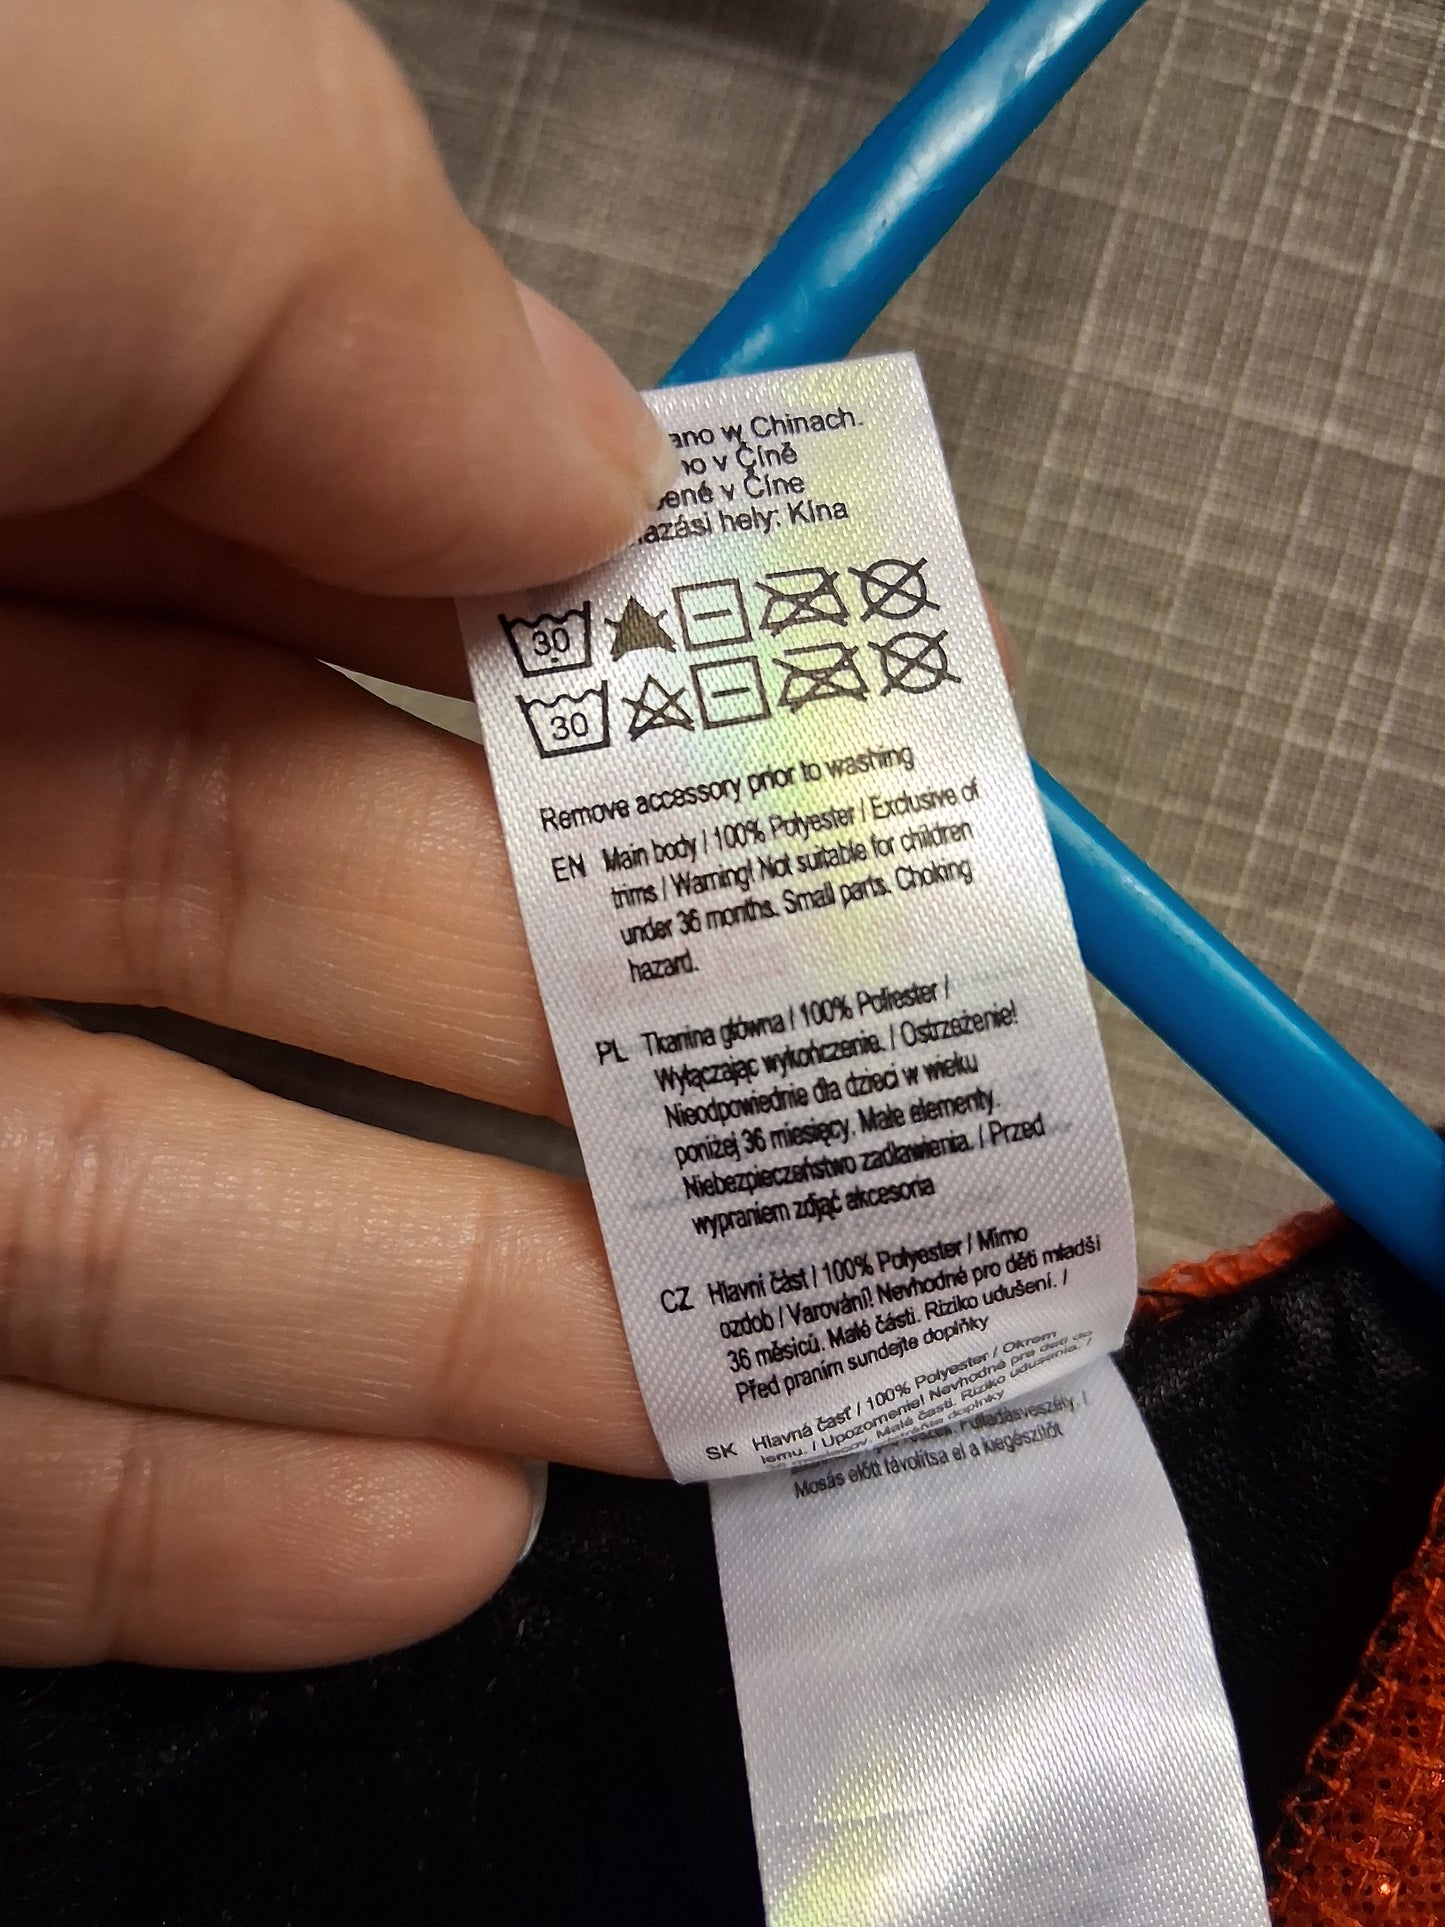 w Chinach.
v Číně
v Číne
hely: Kína
30
30
Remove accessory prior to washing
EN Main body / 100% Polyester / Exclusive of
trims / Warning! Not suitable for children
under 36 months. Small parts. Choking
hazard.
PL Tkanina główna / 100% Poliester /
Wyłączając wykończenie. / Ostrzeżenie!
Nieodpowiednie dla dzieci w wieku
poniżej 36 miesięcy. Małe elementy.
Niebezpieczeństwo zadławienia. / Przed
wypraniem zdjąć akcesoria
CZ Hlavní část / 100% Polyester / Mimo
ozdob / Varování! Nevhodné pro děti mladší
36 měsíců. Malé části. Riziko udušení. /
Před praním sundejte doplňky
SK Hlavná časť / 100% Polyester / Okrem
lemu. / Upozornenie! Nevhodné pre deti do
Malé časti. Riziko udusenia. /
doplnky
Fulladásveszély. /
Mosás előtt távolítsa el a kiegészítőt